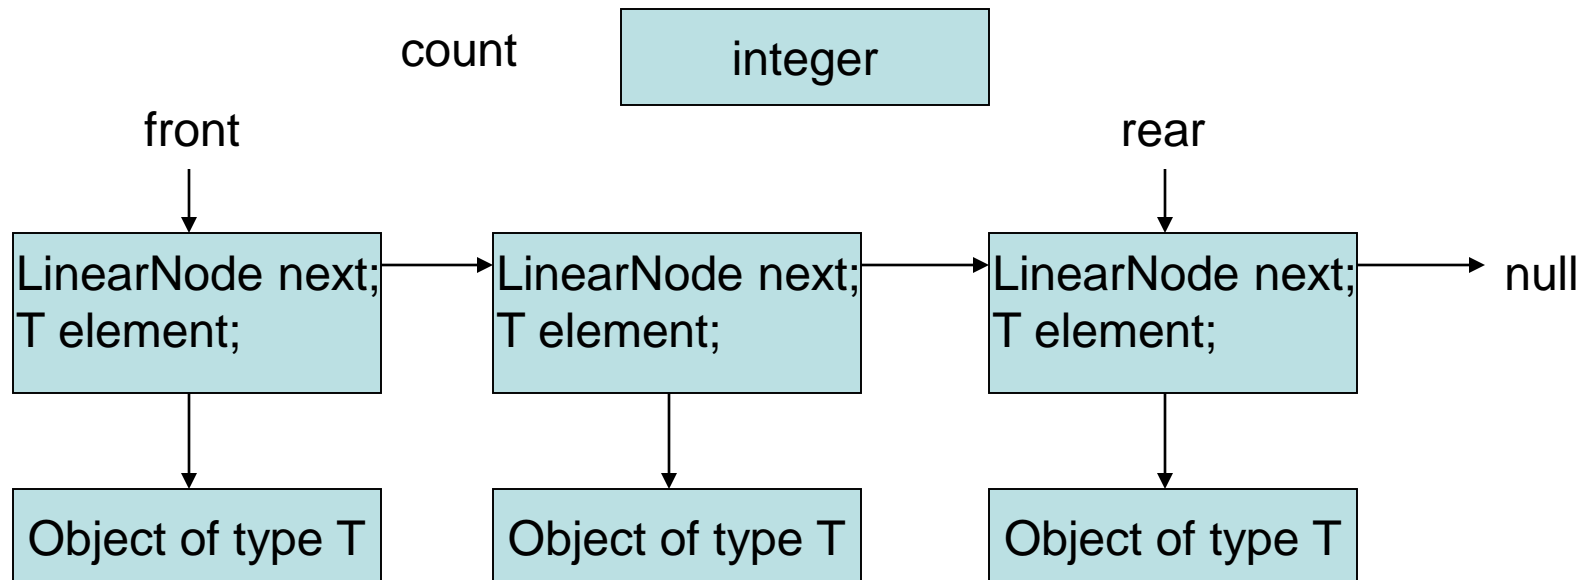 count
integer
front
rear
LinearNode next;
T element;
LinearNode next;
T element;
LinearNode next;
T element;
null
Object of type T
Object of type T
Object of type T